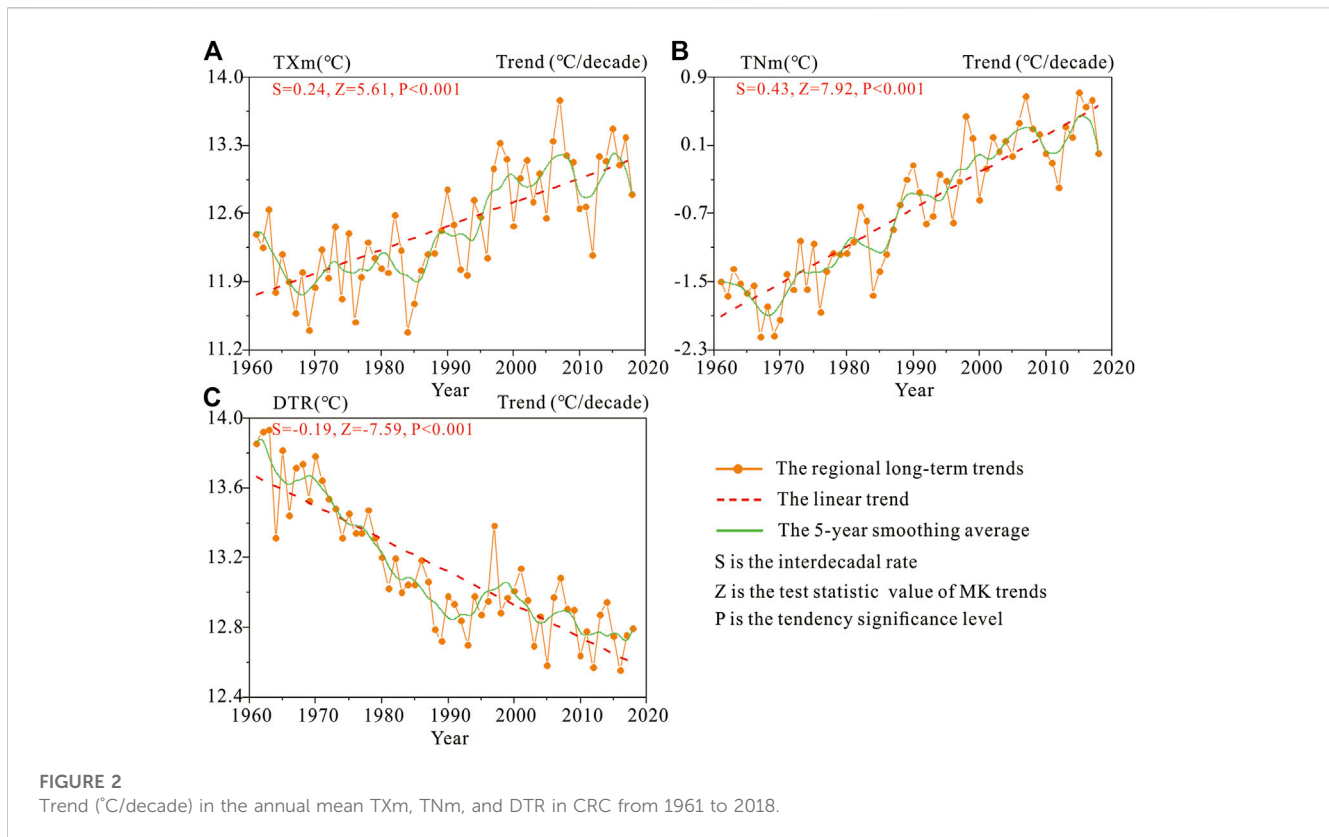 A
TXm(℃)
Trend (℃/decade)
S=0.24, Z=5.61, P<0.001
14.0
13.3
12.6
11.9
11.2
1960 1970 1980 1990 2000 2010 2020
Year
B
TNm(℃)
Trend (℃/decade)
S=0.43, Z=7.92, P<0.001
0.9
0.1
-0.7
-1.5
-2.3
1960 1970 1980 1990 2000 2010 2020
Year
C
DTR(℃)
Trend (℃/decade)
S=-0.19, Z=-7.59, P<0.001
14.0
13.6
13.2
12.8
12.4
1960 1970 1980 1990 2000 2010 2020
Year
The regional long-term trends
The linear trend
The 5-year smoothing average
S is the interdecadal rate
Z is the test statistic value of MK trends
P is the tendency significance level
FIGURE 2
Trend (°C/decade) in the annual mean TXm, TNm, and DTR in CRC from 1961 to 2018.